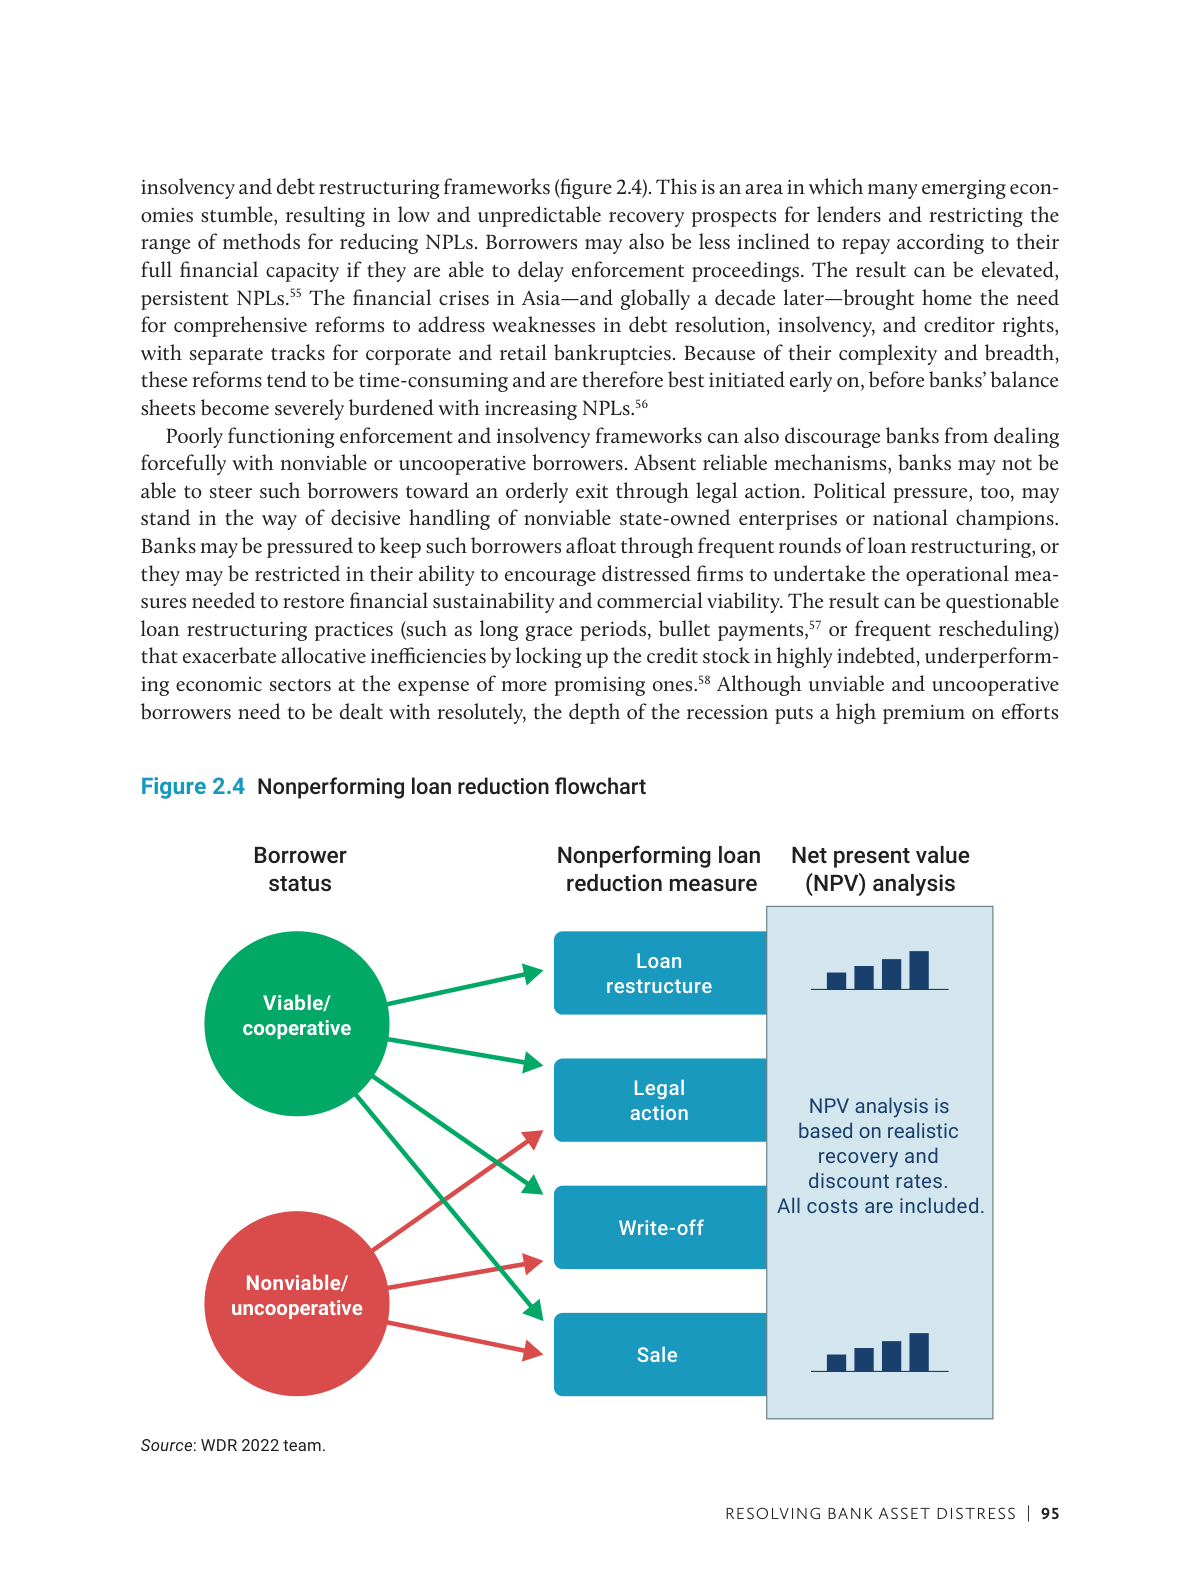 insolvency and debt restructuring frameworks (figure 2.4). This is an area in which many emerging econ-
omies stumble, resulting in low and unpredictable recovery prospects for lenders and restricting the
range of methods for reducing NPLs. Borrowers may also be less inclined to repay according to their
full financial capacity if they are able to delay enforcement proceedings. The result can be elevated,
persistent NPLs.55 The financial crises in Asia—and globally a decade later—brought home the need
for comprehensive reforms to address weaknesses in debt resolution, insolvency, and creditor rights,
with separate tracks for corporate and retail bankruptcies. Because of their complexity and breadth,
these reforms tend to be time-consuming and are therefore best initiated early on, before banks’ balance
sheets become severely burdened with increasing NPLs.56
Poorly functioning enforcement and insolvency frameworks can also discourage banks from dealing
forcefully with nonviable or uncooperative borrowers. Absent reliable mechanisms, banks may not be
able to steer such borrowers toward an orderly exit through legal action. Political pressure, too, may
stand in the way of decisive handling of nonviable state-owned enterprises or national champions.
Banks may be pressured to keep such borrowers afloat through frequent rounds of loan restructuring, or
they may be restricted in their ability to encourage distressed firms to undertake the operational mea-
sures needed to restore financial sustainability and commercial viability. The result can be questionable
loan restructuring practices (such as long grace periods, bullet payments,57 or frequent rescheduling)
that exacerbate allocative inefficiencies by locking up the credit stock in highly indebted, underperform-
ing economic sectors at the expense of more promising ones.58 Although unviable and uncooperative
borrowers need to be dealt with resolutely, the depth of the recession puts a high premium on efforts
Figure 2.4 Nonperforming loan reduction flowchart
Borrower
status
Nonperforming loan
reduction measure
Net present value
(NPV) analysis
Viable/
cooperative
Nonviable/
uncooperative
Loan
restructure
Legal
action
Write-off
Sale
NPV analysis is
based on realistic
recovery and
discount rates.
All costs are included.
Source: WDR 2022 team.
RESOLVING BANK ASSET DISTRESS | 95